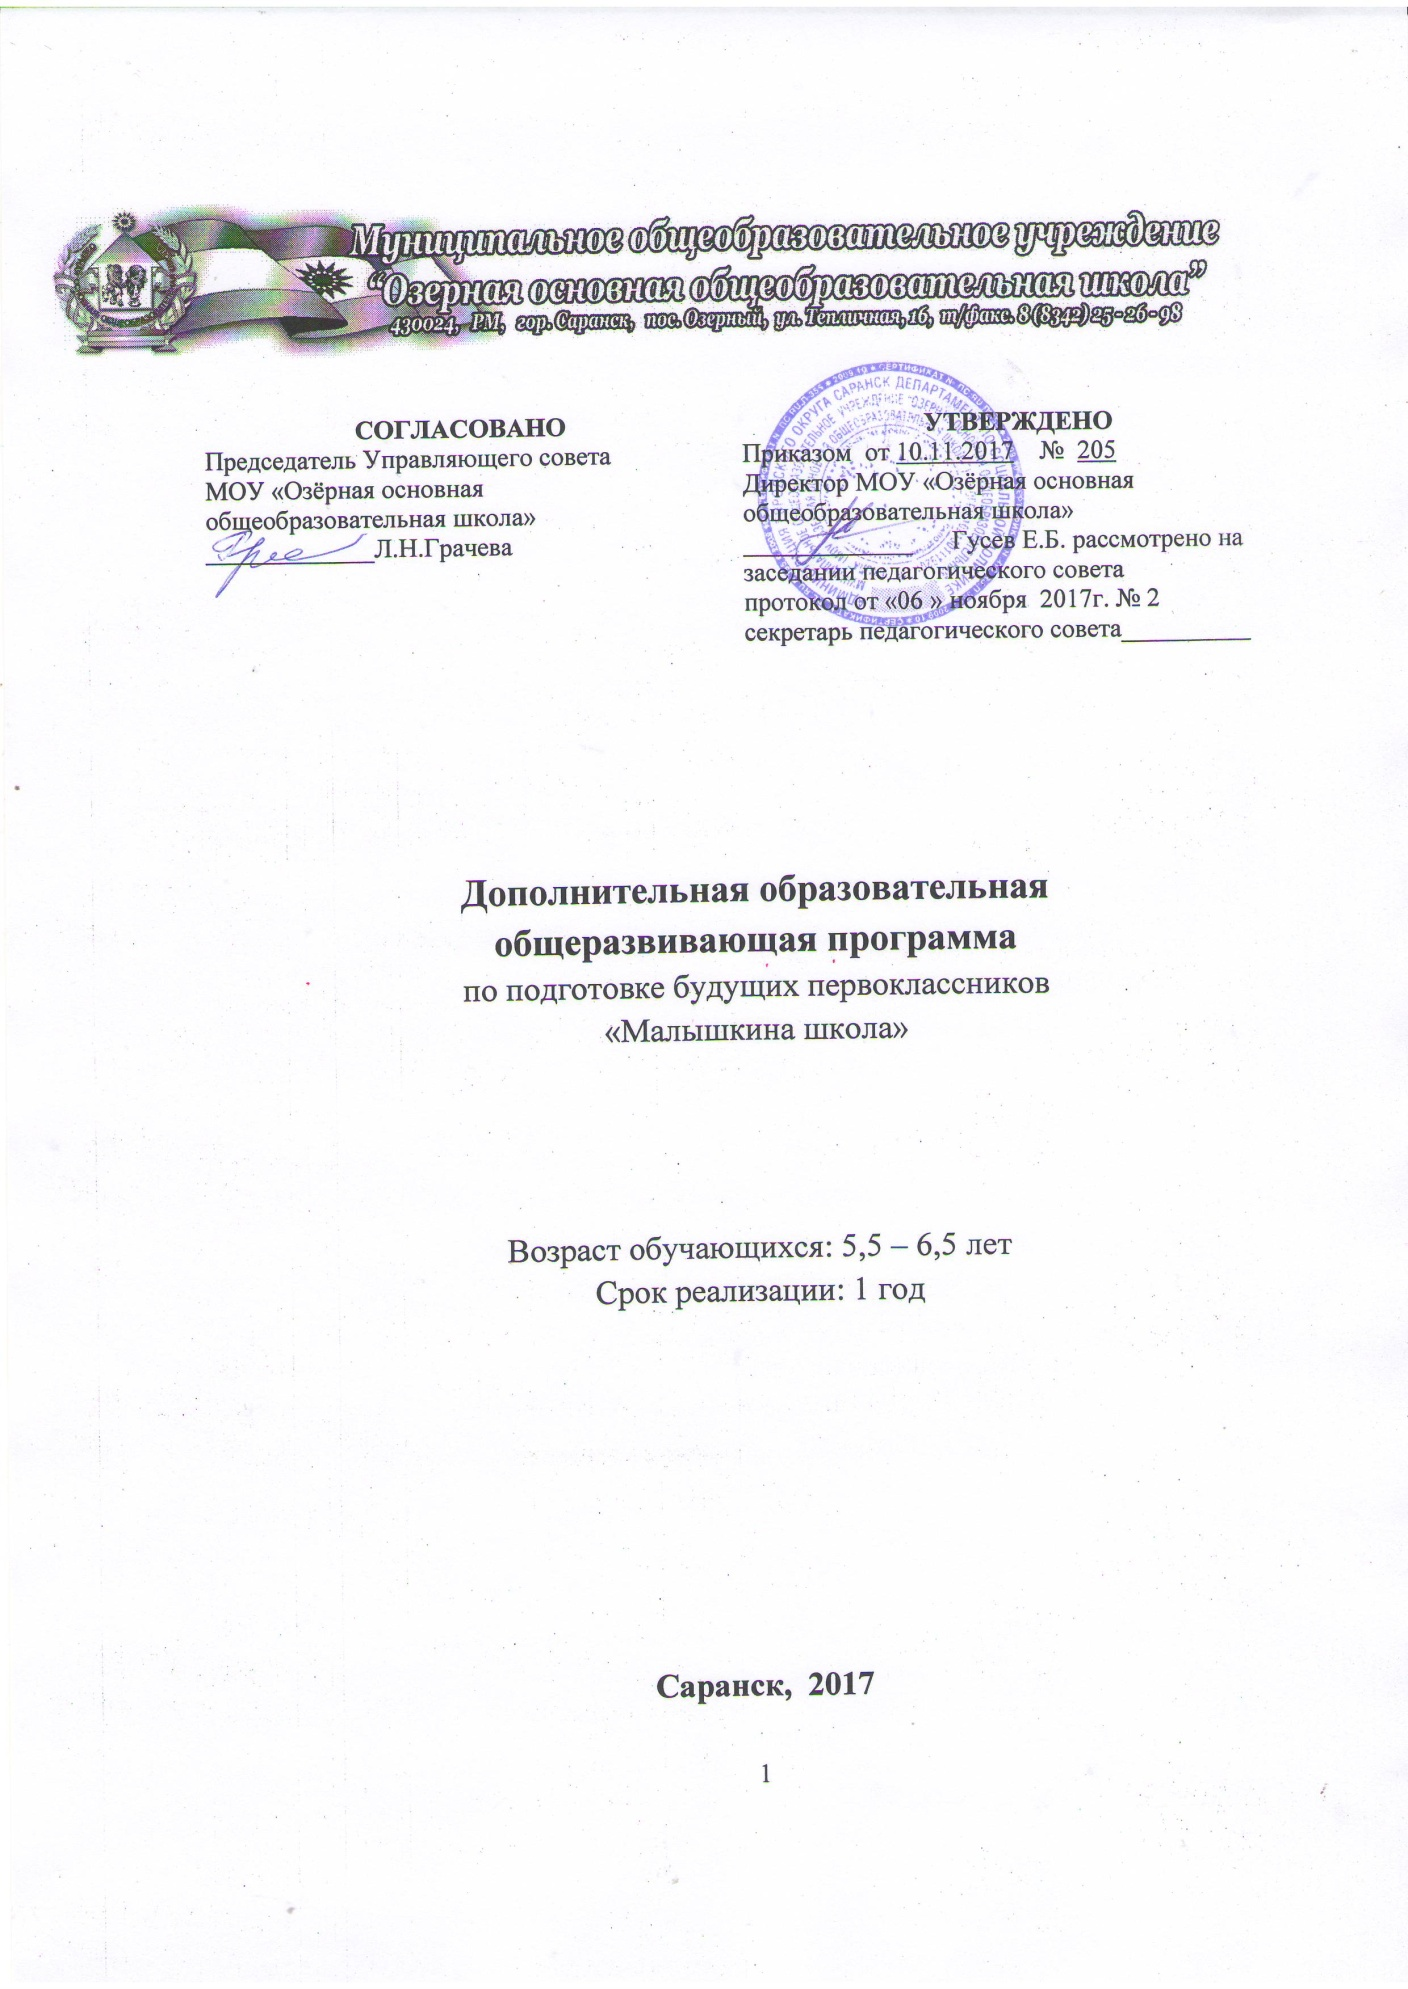 Муниципальное общеобразовательное учреждение
“Озерная основная общеобразовательная школа”
430024, РМ, гор. Саранск, пос. Озерный, ул. Тепличная, 1б, т/факс. 8 (8342) 25-26-98
СОГЛАСОВАНО
Председатель Управляющего совета
МОУ «Озёрная основная
общеобразовательная школа»
_____________Л.Н.Грачева
УТВЕРЖДЕНО
Приказом от 10.11.2017 № 205
Директор МОУ «Озёрная основная
общеобразовательная школа»
_____________ Гусев Е.Б. рассмотрено на
заседании педагогического совета
протокол от «06 » ноября 2017г. № 2
секретарь педагогического совета__________
Дополнительная образовательная
общеразвивающая программа
по подготовке будущих первоклассников
«Малышкина школа»
Возраст обучающихся: 5,5 – 6,5 лет
Срок реализации: 1 год
Саранск, 2017
1